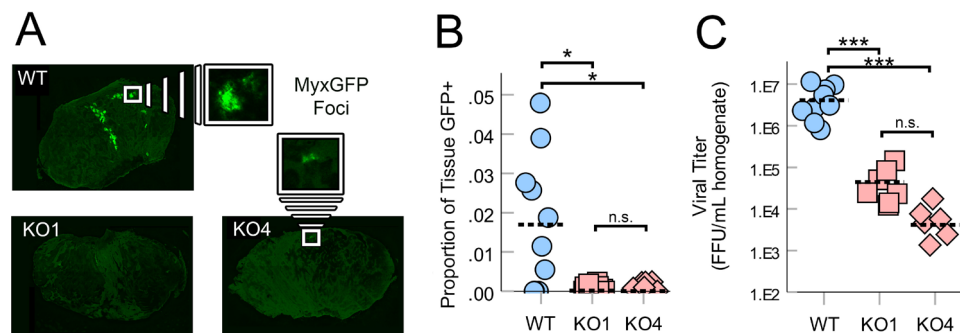 A
WT
MyxGFP
Foci
KO1
KO4
B
Proportion of Tissue GFP+
.05
.04
.03
.02
.01
.00
*
*
n.s.
WT
KO1
KO4
C
Viral Titer
(FFU/mL homogenate)
1.E7
1.E6
1.E5
1.E4
1.E3
1.E2
***
***
n.s.
WT
KO1
KO4